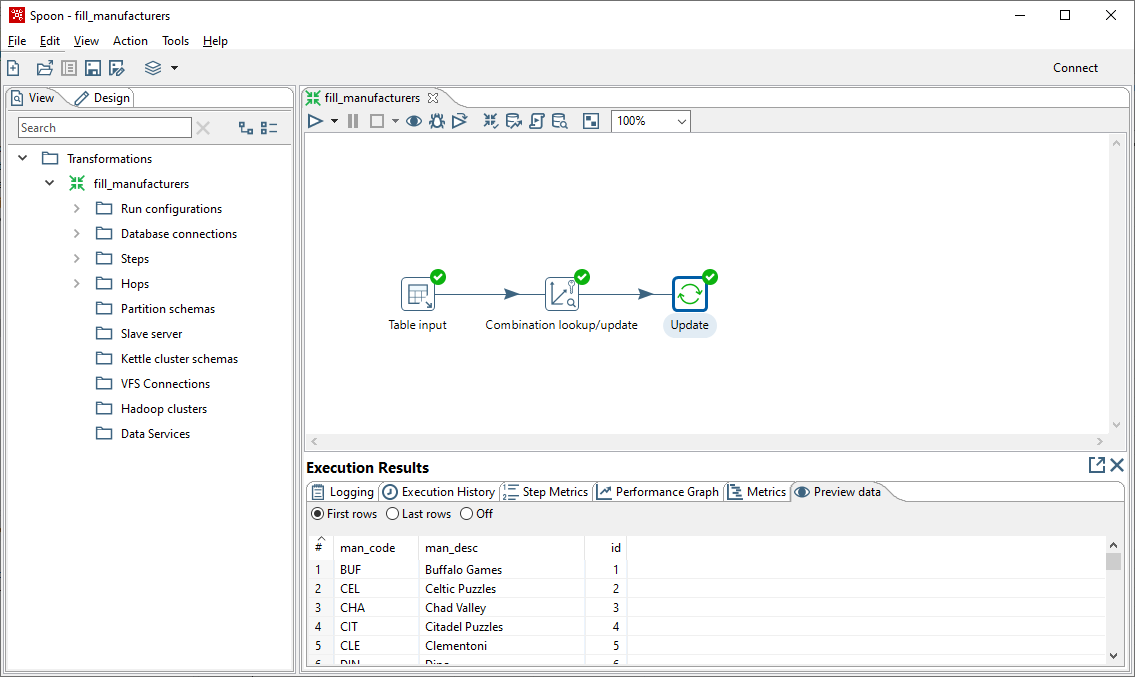 Spoon - fill_manufacturers
File Edit View Action Tools Help
Connect
View Design
Search
Transformations
fill_manufacturers
Run configurations
Database connections
Steps
Hops
Partition schemas
Slave server
Kettle cluster schemas
VFS Connections
Hadoop clusters
Data Services
fill_manufacturers
100%
Table input Combination lookup/update Update
Execution Results
Logging Execution History Step Metrics Performance Graph Metrics Preview data
First rows Last rows Off
# man_code man_desc id
1 BUF Buffalo Games 1
2 CEL Celtic Puzzles 2
3 CHA Chad Valley 3
4 CIT Citadel Puzzles 4
5 CLE Clementoni 5